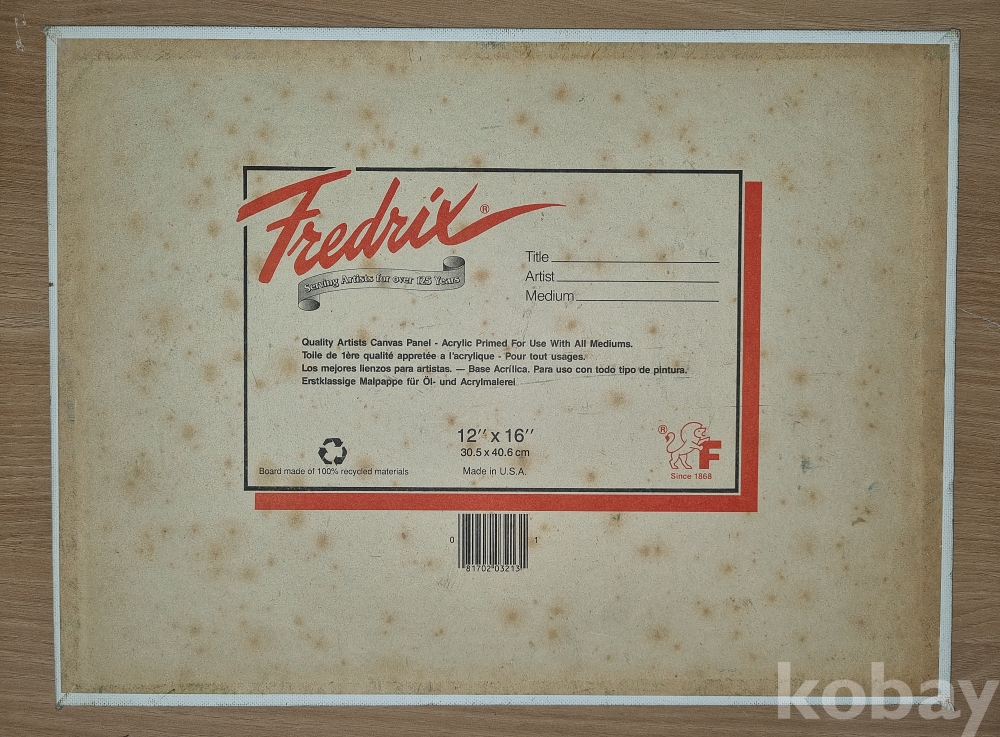 Fredrix®
Serving Artists for over 125 Years
Title
Artist
Medium
Quality Artists Canvas Panel - Acrylic Primed For Use With All Mediums.
Toile de 1ère qualité appretée a l'acrylique - Pour tout usages.
Los mejores lienzos para artistas. — Base Acrílica. Para uso con todo tipo de pintura.
Erstklassige Malpappe für Öl- und Acrylmalerei
12″ x 16″
30.5 x 40.6 cm
Made in U.S.A.
Board made of 100% recycled materials
® F
Since 1868
0 81702 03213 1
kobay